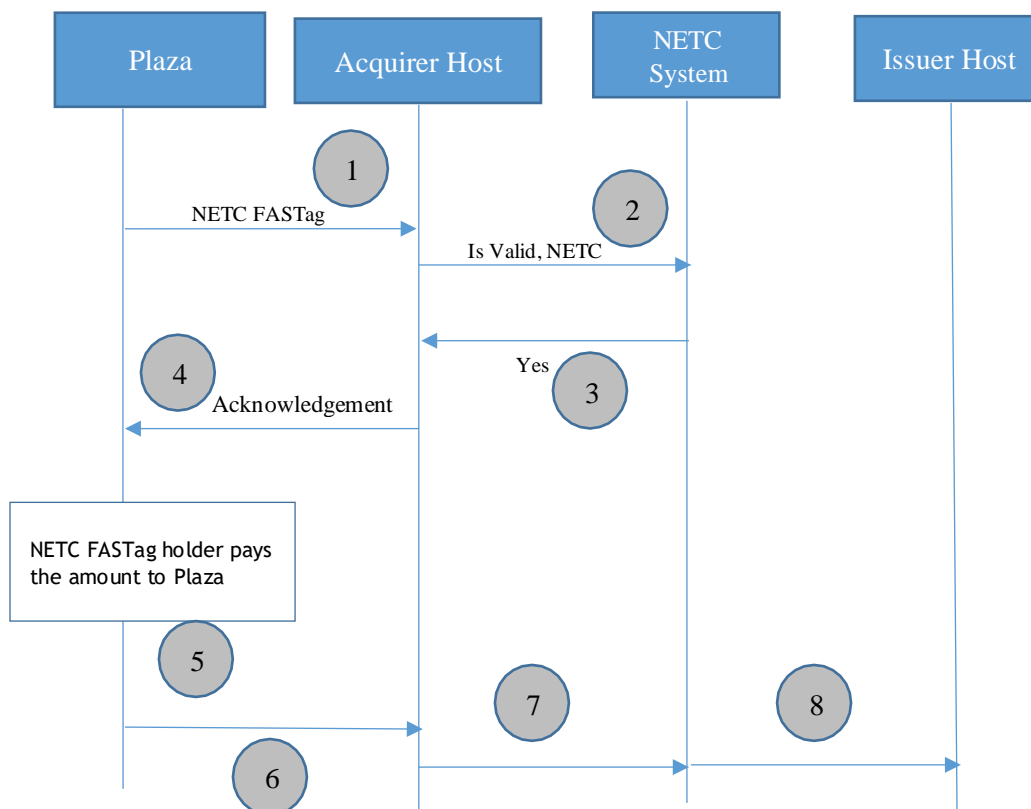 Plaza
Acquirer Host
NETC
System
Issuer Host
1
NETC FASTag
2
Is Valid, NETC
Yes
3
4
Acknowledgement
NETC FASTag holder pays
the amount to Plaza
5
7
8
6